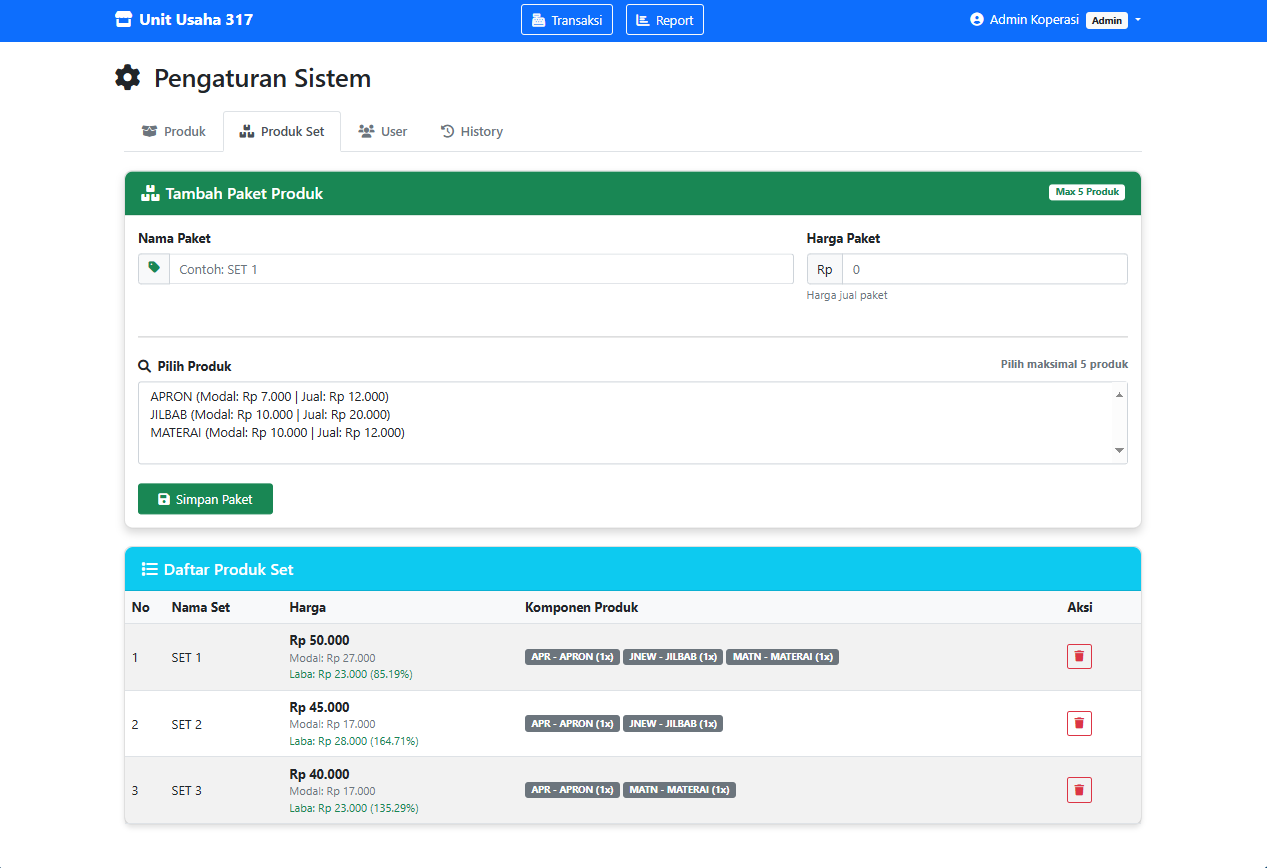 Unit Usaha 317 Transaksi Report Admin Koperasi Admin
Pengaturan Sistem
Produk Produk Set User History
Tambah Paket Produk Max 5 Produk
Nama Paket Harga Paket
Contoh: SET 1 Rp 0
Harga jual paket
Pilih Produk Pilih maksimal 5 produk
APRON (Modal: Rp 7.000 | Jual: Rp 12.000)
JILBAB (Modal: Rp 10.000 | Jual: Rp 20.000)
MATERAI (Modal: Rp 10.000 | Jual: Rp 12.000)
Simpan Paket
Daftar Produk Set
No Nama Set Harga Komponen Produk Aksi
1 SET 1 Rp 50.000 APR - APRON (1x) JNEW - JILBAB (1x) MATN - MATERAI (1x)
Modal: Rp 27.000
Laba: Rp 23.000 (85.19%)
2 SET 2 Rp 45.000 APR - APRON (1x) JNEW - JILBAB (1x)
Modal: Rp 17.000
Laba: Rp 28.000 (164.71%)
3 SET 3 Rp 40.000 APR - APRON (1x) MATN - MATERAI (1x)
Modal: Rp 17.000
Laba: Rp 23.000 (135.29%)